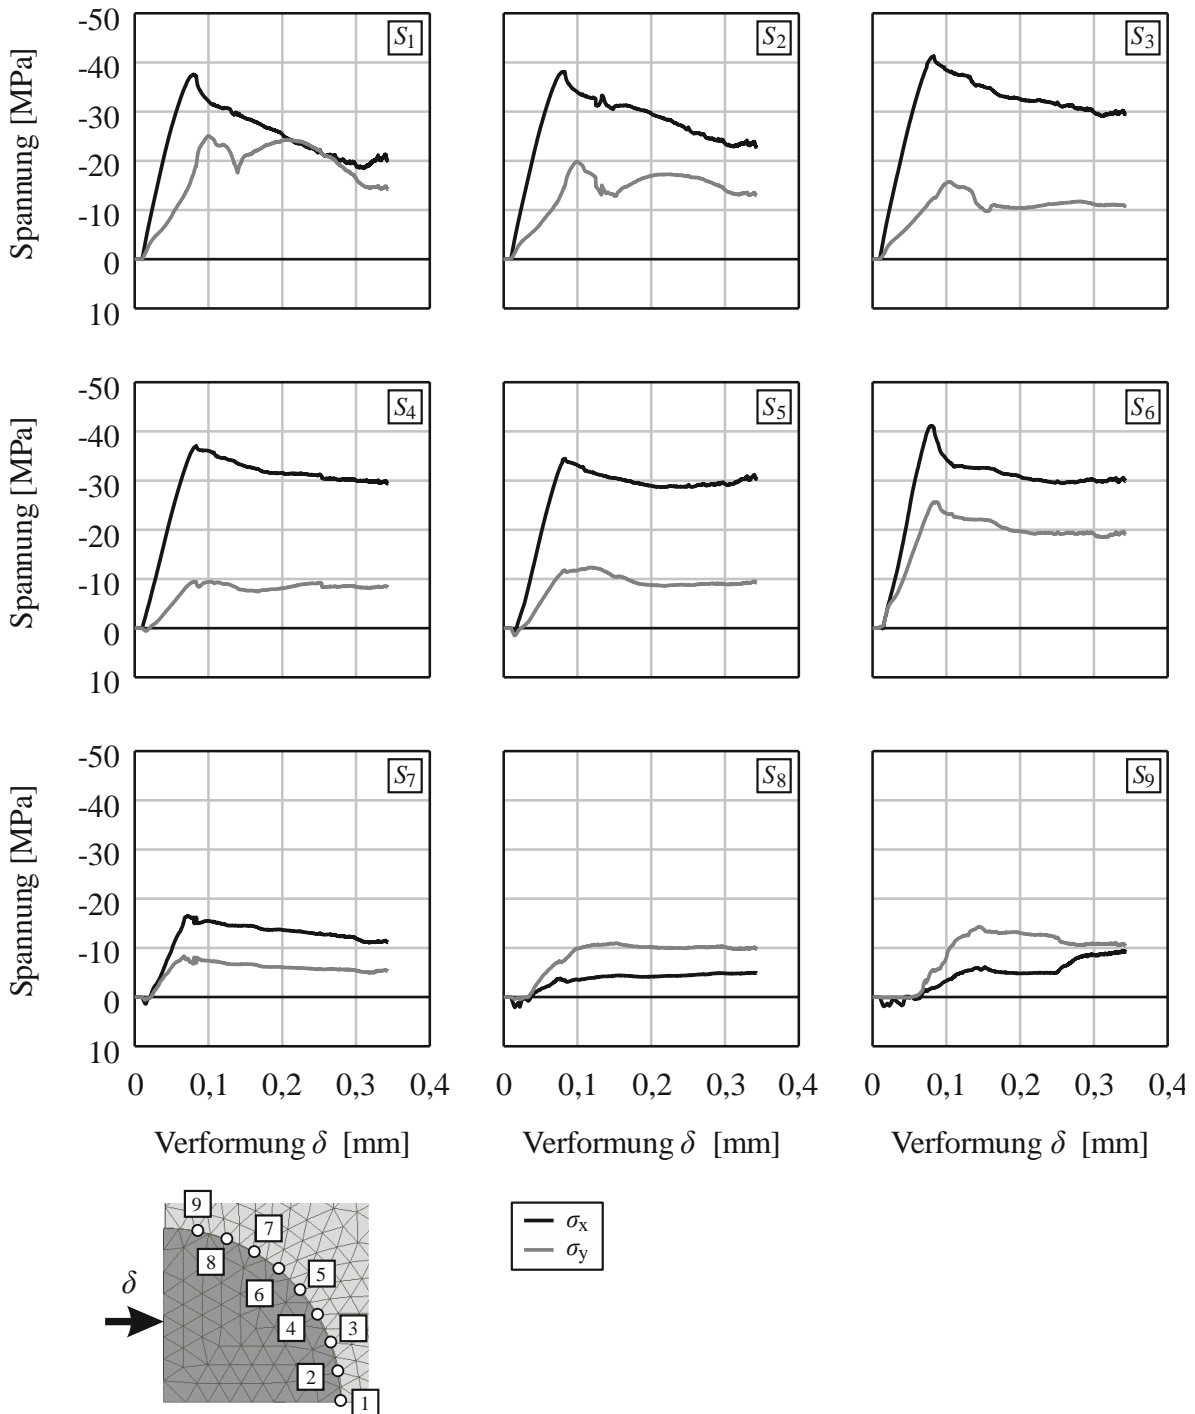 -50
-40
-30
-20
-10
0
10
Spannung [MPa]
S1
S2
S3
-50
-40
-30
-20
-10
0
10
Spannung [MPa]
S4
S5
S6
-50
-40
-30
-20
-10
0
10
Spannung [MPa]
S7
S8
S9
0 0,1 0,2 0,3 0,4
0 0,1 0,2 0,3 0,4
0 0,1 0,2 0,3 0,4
Verformung δ [mm]
Verformung δ [mm]
Verformung δ [mm]
δ
9
8
7
6
5
4
3
2
1
σx
σy